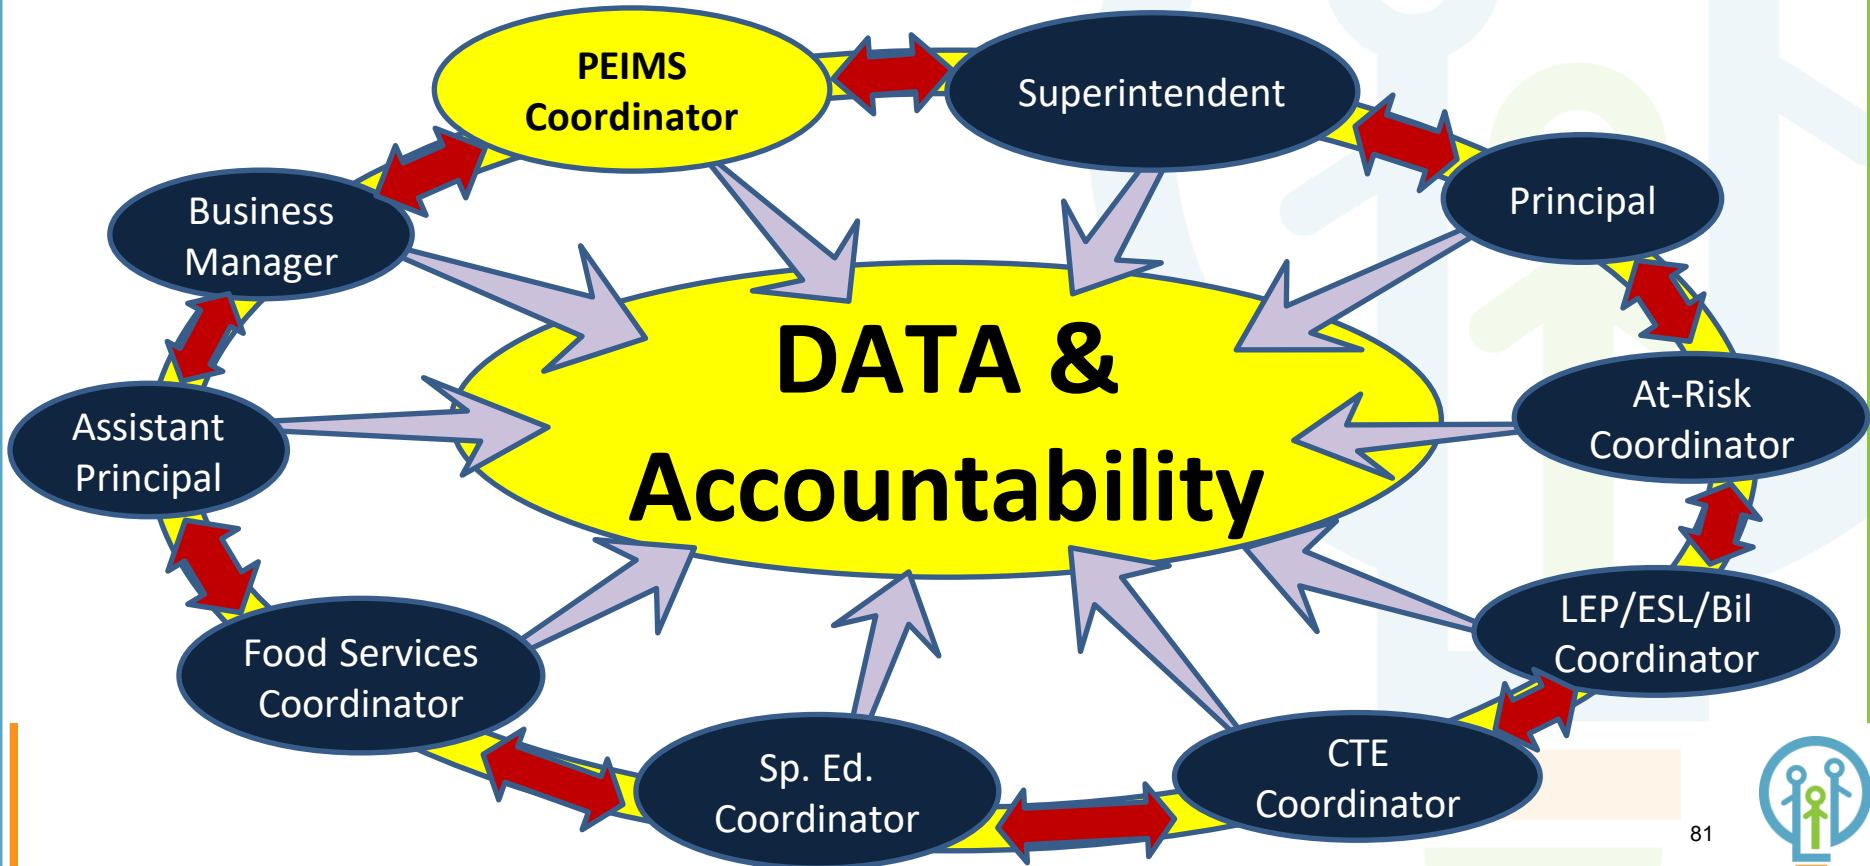 PEIMS
Coordinator
Superintendent
Principal
Business
Manager
DATA &
Accountability
At-Risk
Coordinator
Assistant
Principal
LEP/ESL/Bil
Coordinator
Food Services
Coordinator
CTE
Coordinator
Sp. Ed.
Coordinator
81